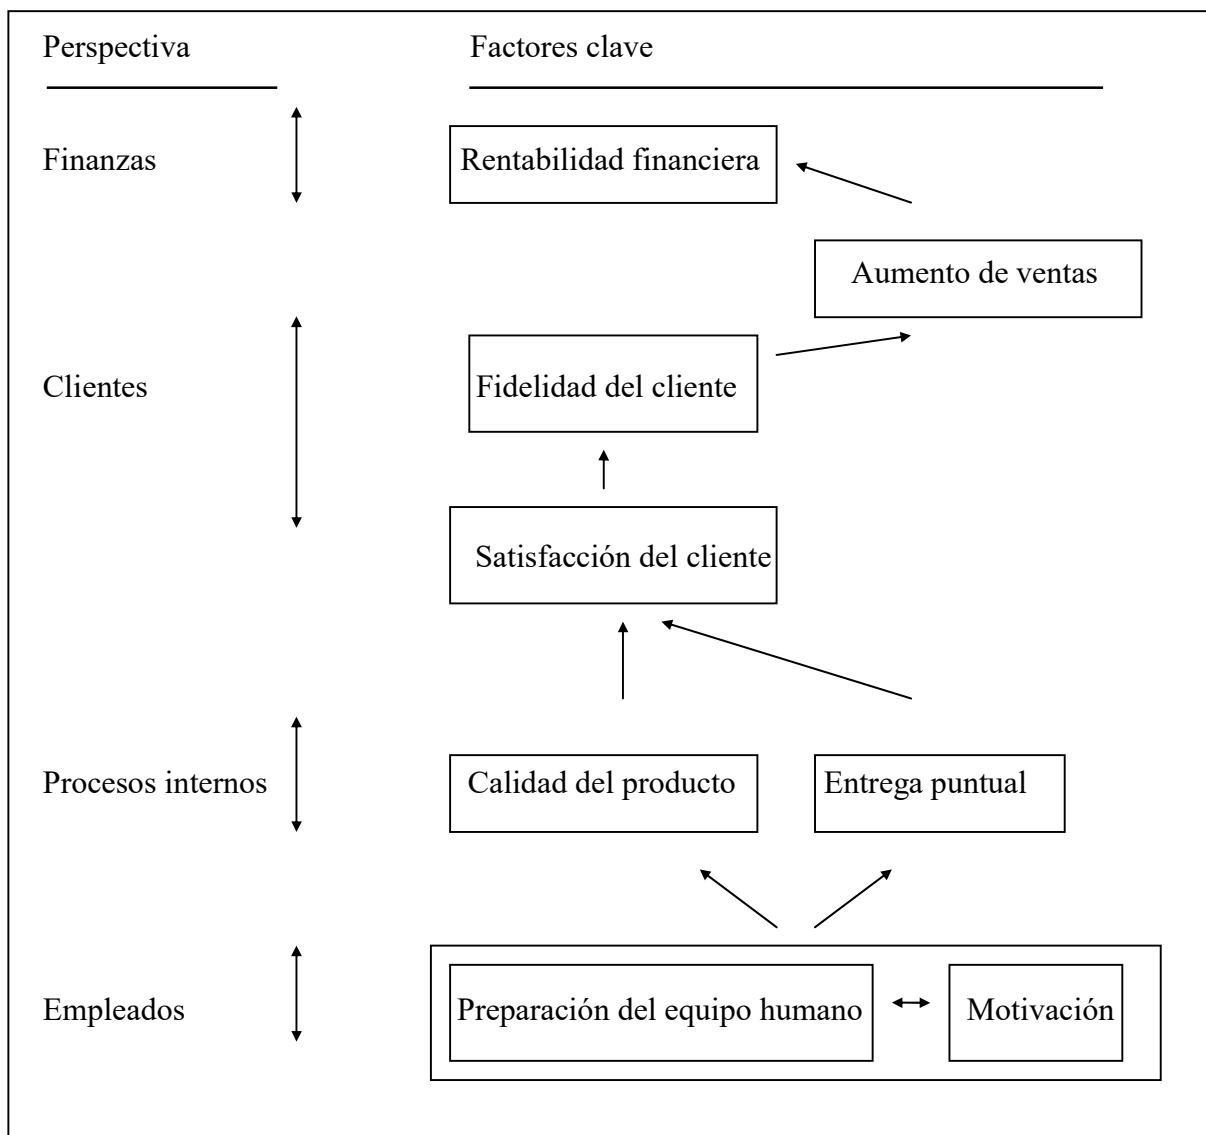 Perspectiva
Factores clave
Finanzas
Rentabilidad financiera
Aumento de ventas
Clientes
Fidelidad del cliente
Satisfacción del cliente
Procesos internos
Calidad del producto
Entrega puntual
Empleados
Preparación del equipo humano
Motivación